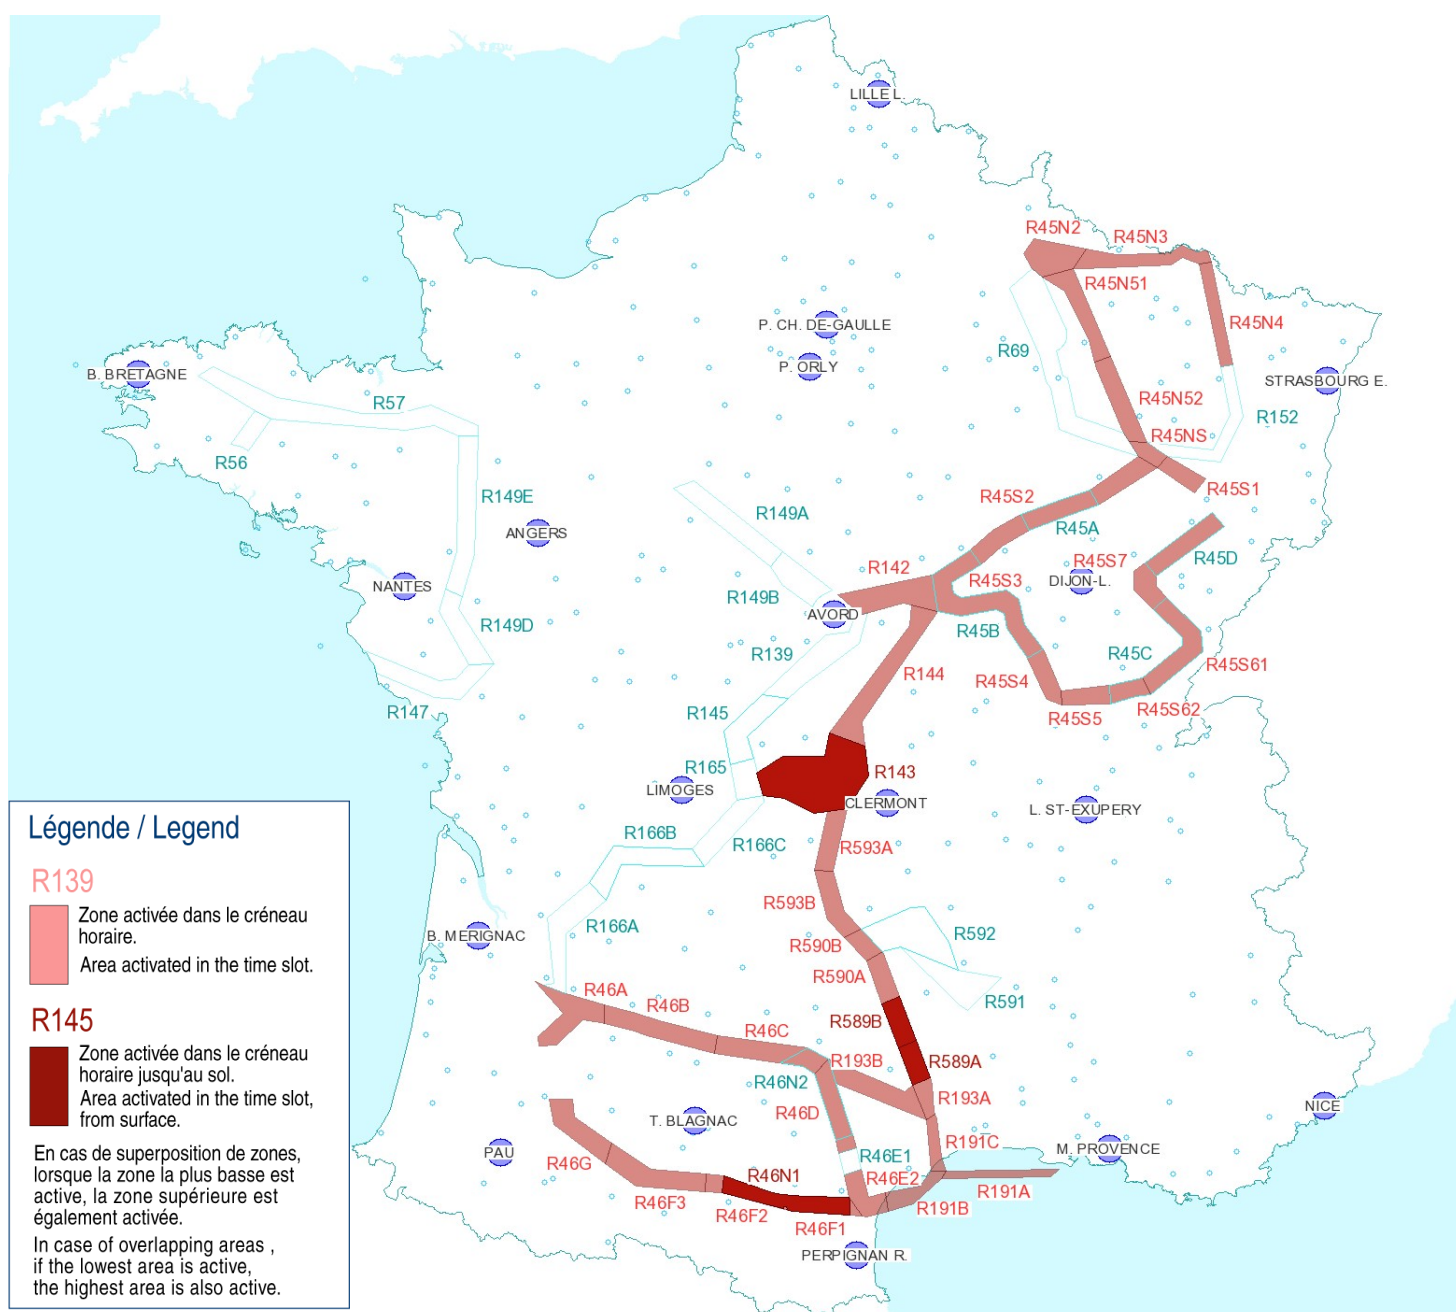 LILLE L.
R45N2
R45N3
R45N51
P. CH. DE-GAULLE
R45N4
R69
P. ORLY
B. BRETAGNE
STRASBOURG E.
R57
R45N52
R152
R45NS
R56
R149E
R45S2
R45S1
R149A
R45A
ANGERS
R45S7
R45D
R142
R45S3
DIJON-L.
NANTES
R149B
AVORD
R149D
R45B
R139
R45C
R45S61
R144
R45S4
R147
R145
R45S5
R45S62
R165
R143
LIMOGES
CLERMONT
L. ST-EXUPERY
R166B
R166C
R593A
R593B
R166A
B. MERIGNAC
R592
R590B
R590A
R591
R46A
R46B
R589B
R46C
R193B
R589A
R46N2
R193A
R46D
T. BLAGNAC
NICE
R191C
M. PROVENCE
PAU
R46E1
R46G
R46N1
R46E2
R191A
R46F3
R46F2
R191B
R46F1
PERPIGNAN R.
Légende / Legend
R139
Zone activée dans le créneau
horaire.
Area activated in the time slot.
R145
Zone activée dans le créneau
horaire jusqu'au sol.
Area activated in the time slot,
from surface.
En cas de superposition de zones,
lorsque la zone la plus basse est
active, la zone supérieure est
également activée.
In case of overlapping areas ,
if the lowest area is active,
the highest area is also active.